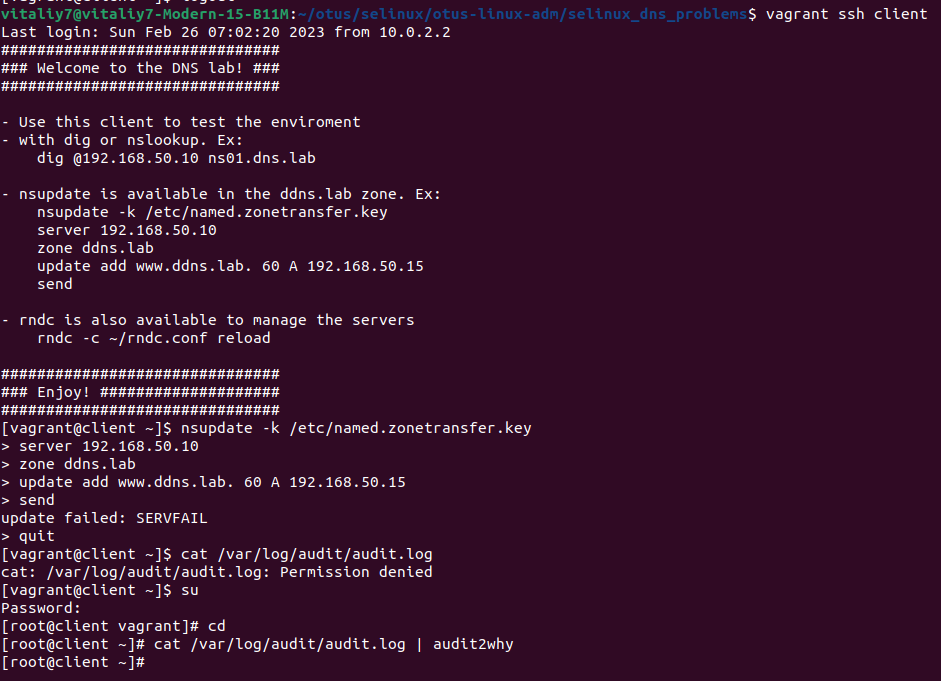 vitaliy7@vitaliy7-Modern-15-B11M:~/otus/selinux/otus-linux-adm/selinux_dns_problems$ vagrant ssh client
Last login: Sun Feb 26 07:02:20 2023 from 10.0.2.2
###############################
### Welcome to the DNS lab! ###
###############################

- Use this client to test the enviroment
- with dig or nslookup. Ex:
    dig @192.168.50.10 ns01.dns.lab

- nsupdate is available in the ddns.lab zone. Ex:
    nsupdate -k /etc/named.zonetransfer.key
    server 192.168.50.10
    zone ddns.lab
    update add www.ddns.lab. 60 A 192.168.50.15
    send

- rndc is also available to manage the servers
    rndc -c ~/rndc.conf reload

###############################
### Enjoy! ####################
###############################
[vagrant@client ~]$ nsupdate -k /etc/named.zonetransfer.key
> server 192.168.50.10
> zone ddns.lab
> update add www.ddns.lab. 60 A 192.168.50.15
> send
update failed: SERVFAIL
> quit
[vagrant@client ~]$ cat /var/log/audit/audit.log
cat: /var/log/audit/audit.log: Permission denied
[vagrant@client ~]$ su
Password:
[root@client vagrant]# cd
[root@client ~]# cat /var/log/audit/audit.log | audit2why
[root@client ~]#